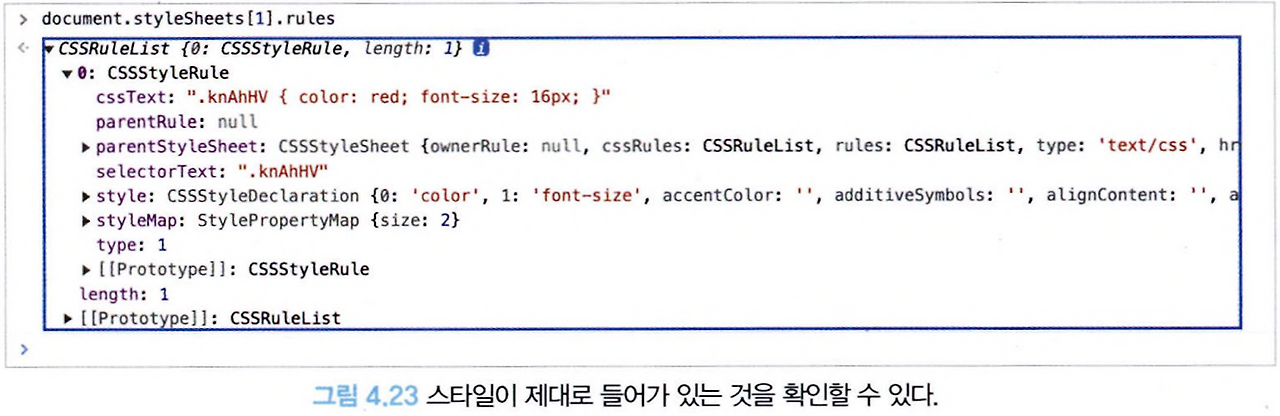 > document.styleSheets[1].rules
<· ▼CSSRuleList {0: CSSStyleRule, length: 1} i
▼0: CSSStyleRule
cssText: ".knAhHV { color: red; font-size: 16px; }"
parentRule: null
▶parentStyleSheet: CSSStyleSheet {ownerRule: null, cssRules: CSSRuleList, rules: CSSRuleList, type: 'text/css', hr
selectorText: ".knAhHV"
▶style: CSSStyleDeclaration {0: 'color', 1: 'font-size', accentColor: '', additiveSymbols: '', alignContent: '', a
▶styleMap: StylePropertyMap {size: 2}
type: 1
▶[[Prototype]]: CSSStyleRule
length: 1
▶[[Prototype]]: CSSRuleList
>
그림 4.23 스타일이 제대로 들어가 있는 것을 확인할 수 있다.